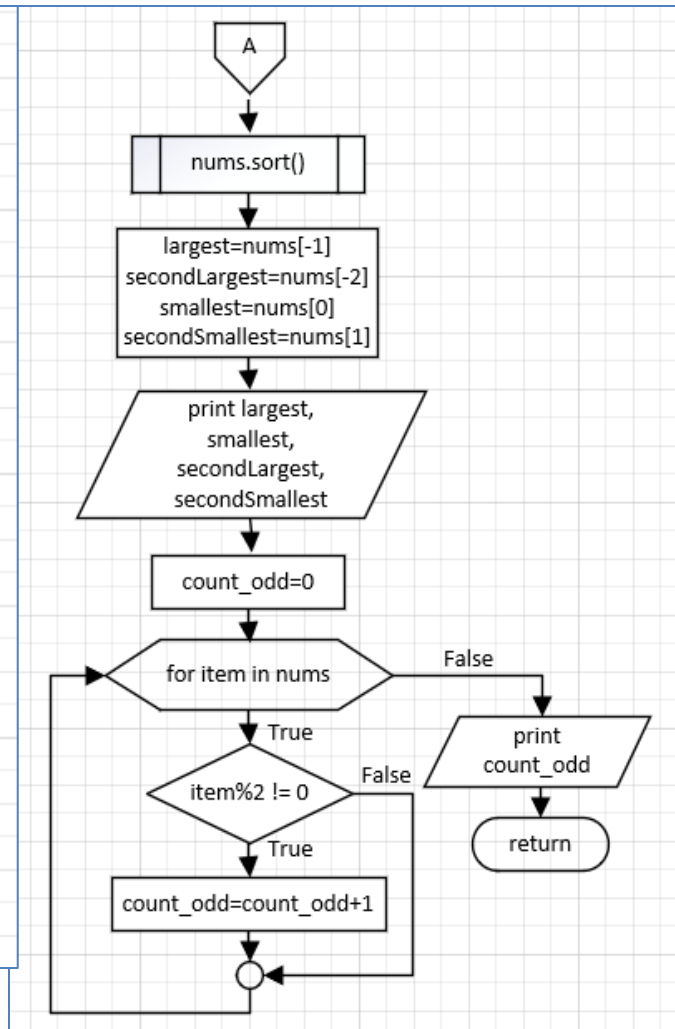 A
nums.sort()
largest=nums[-1]
secondLargest=nums[-2]
smallest=nums[0]
secondSmallest=nums[1]
print largest,
smallest,
secondLargest,
secondSmallest
count_odd=0
for item in nums
False
True
print
count_odd
item%2 != 0
False
return
True
count_odd=count_odd+1